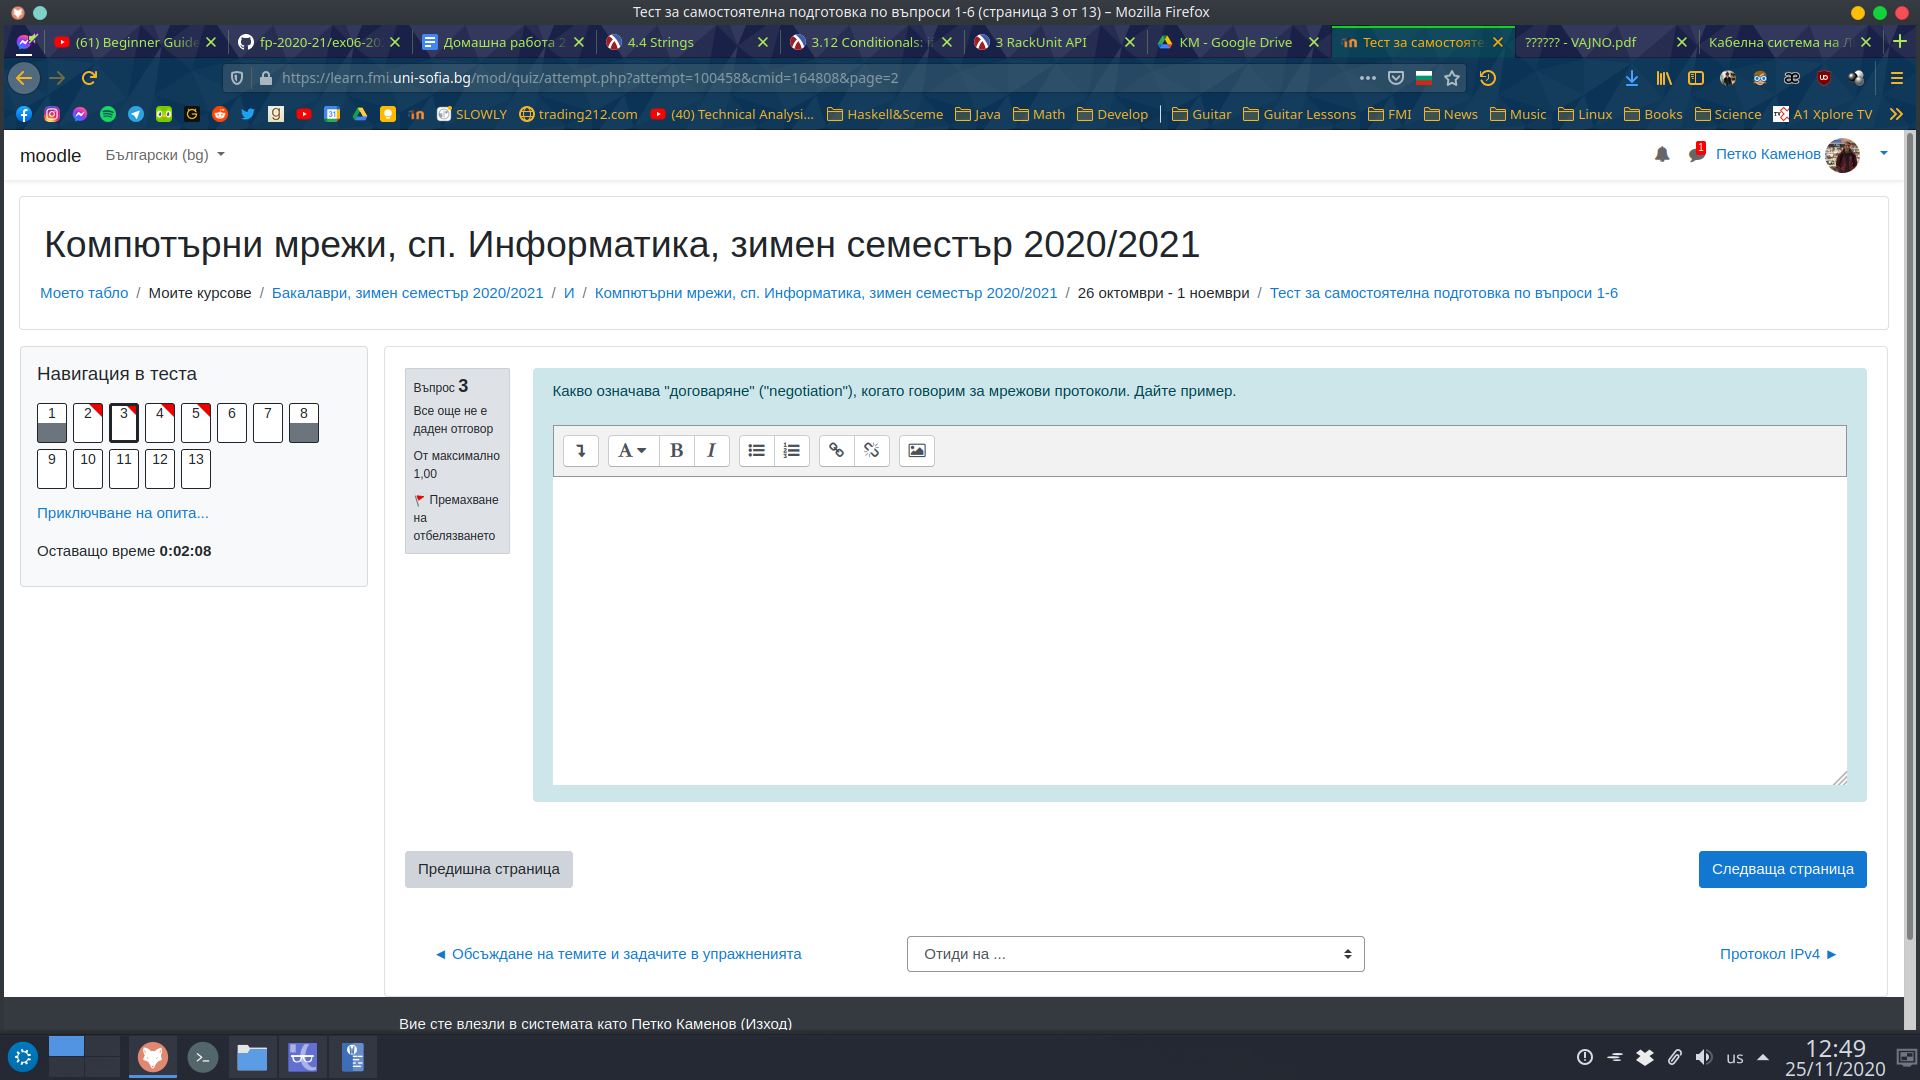 Тест за самостоятелна подготовка по въпроси 1-6 (страница 3 от 13) – Mozilla Firefox
(61) Beginner Guide
fp-2020-21/ex06-20
Домашна работа 2
4.4 Strings
3.12 Conditionals: i
3 RackUnit API
КМ - Google Drive
Тест за самостояте
?????? - VAJNO.pdf
Кабелна система на Л
https://learn.fmi.uni-sofia.bg/mod/quiz/attempt.php?attempt=100458&cmid=164808&page=2
SLOWLY
trading212.com
(40) Technical Analysi...
Haskell&Sceme
Java
Math
Develop
Guitar
Guitar Lessons
FMI
News
Music
Linux
Books
Science
A1 Xplore TV
moodle
Български (bg)
1
Петко Каменов
Компютърни мрежи, сп. Информатика, зимен семестър 2020/2021
Моето табло / Моите курсове / Бакалаври, зимен семестър 2020/2021 / И / Компютърни мрежи, сп. Информатика, зимен семестър 2020/2021 / 26 октомври - 1 ноември / Тест за самостоятелна подготовка по въпроси 1-6
Навигация в теста
1 2 3 4 5 6 7 8
9 10 11 12 13
Приключване на опита...
Оставащо време 0:02:08
Въпрос 3
Все още не е
даден отговор
От максимално
1,00
Премахване
на
отбелязването
Какво означава "договаряне" ("negotiation"), когато говорим за мрежови протоколи. Дайте пример.
A B I
Предишна страница
Следваща страница
◄ Обсъждане на темите и задачите в упражненията
Отиди на ...
Протокол IPv4 ►
Вие сте влезли в системата като Петко Каменов (Изход)
us
12:49
25/11/2020